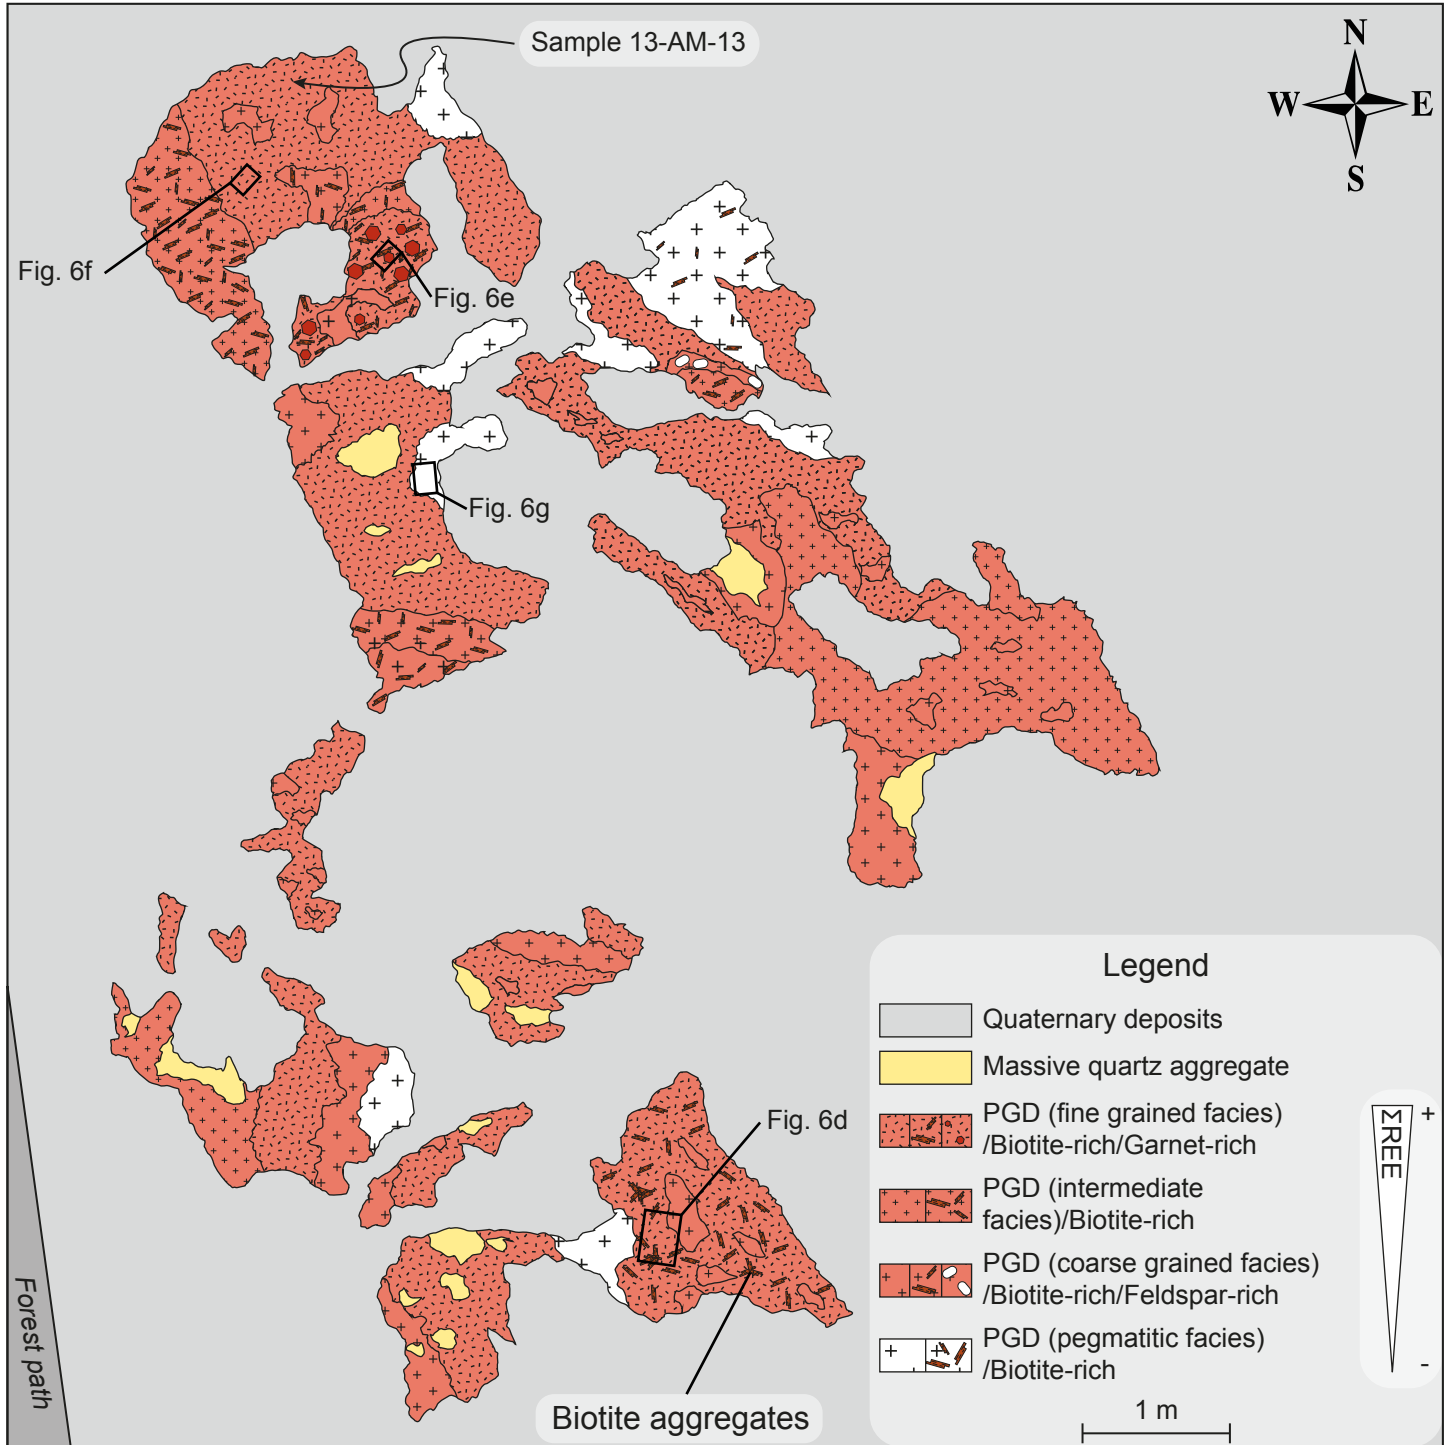 Sample 13-AM-13
N
W
E
S
Fig. 6f
Fig. 6e
Fig. 6g
Fig. 6d
Biotite aggregates
Forest path
Legend
Quaternary deposits
Massive quartz aggregate
PGD (fine grained facies)
/Biotite-rich/Garnet-rich
PGD (intermediate
facies)/Biotite-rich
PGD (coarse grained facies)
/Biotite-rich/Feldspar-rich
PGD (pegmatitic facies)
/Biotite-rich
ΣREE
+
-
1 m